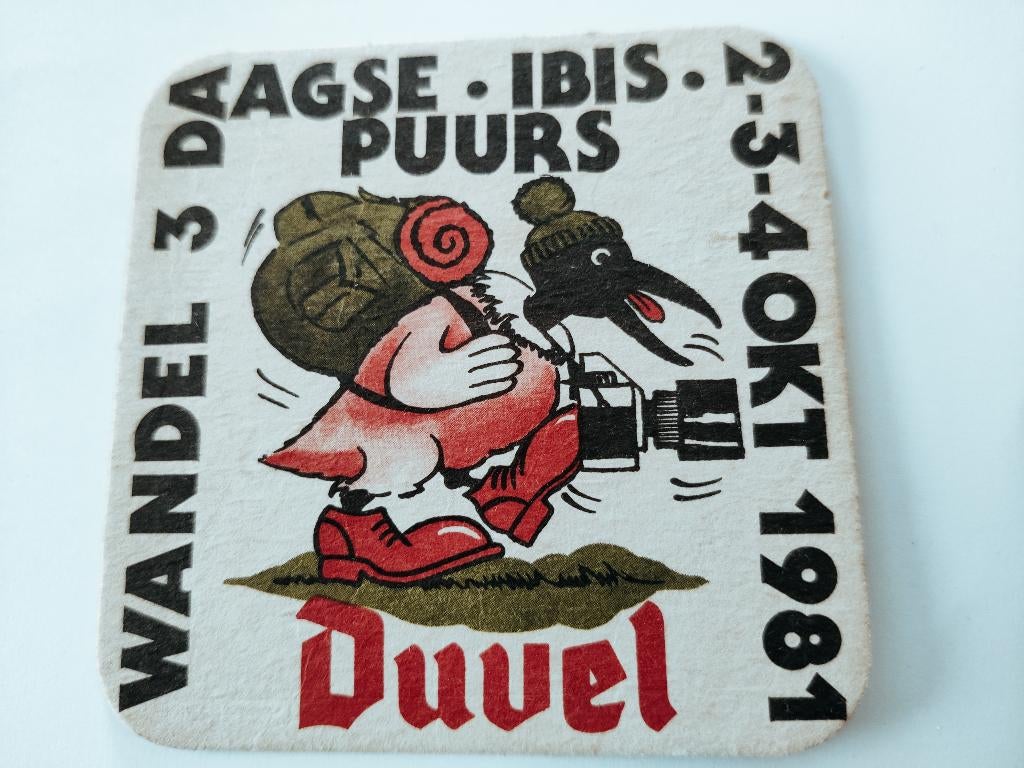 WANDEL 3 DAAGSE · IBIS ·
PUURS
2-3-4 OKT 1981
Duvel